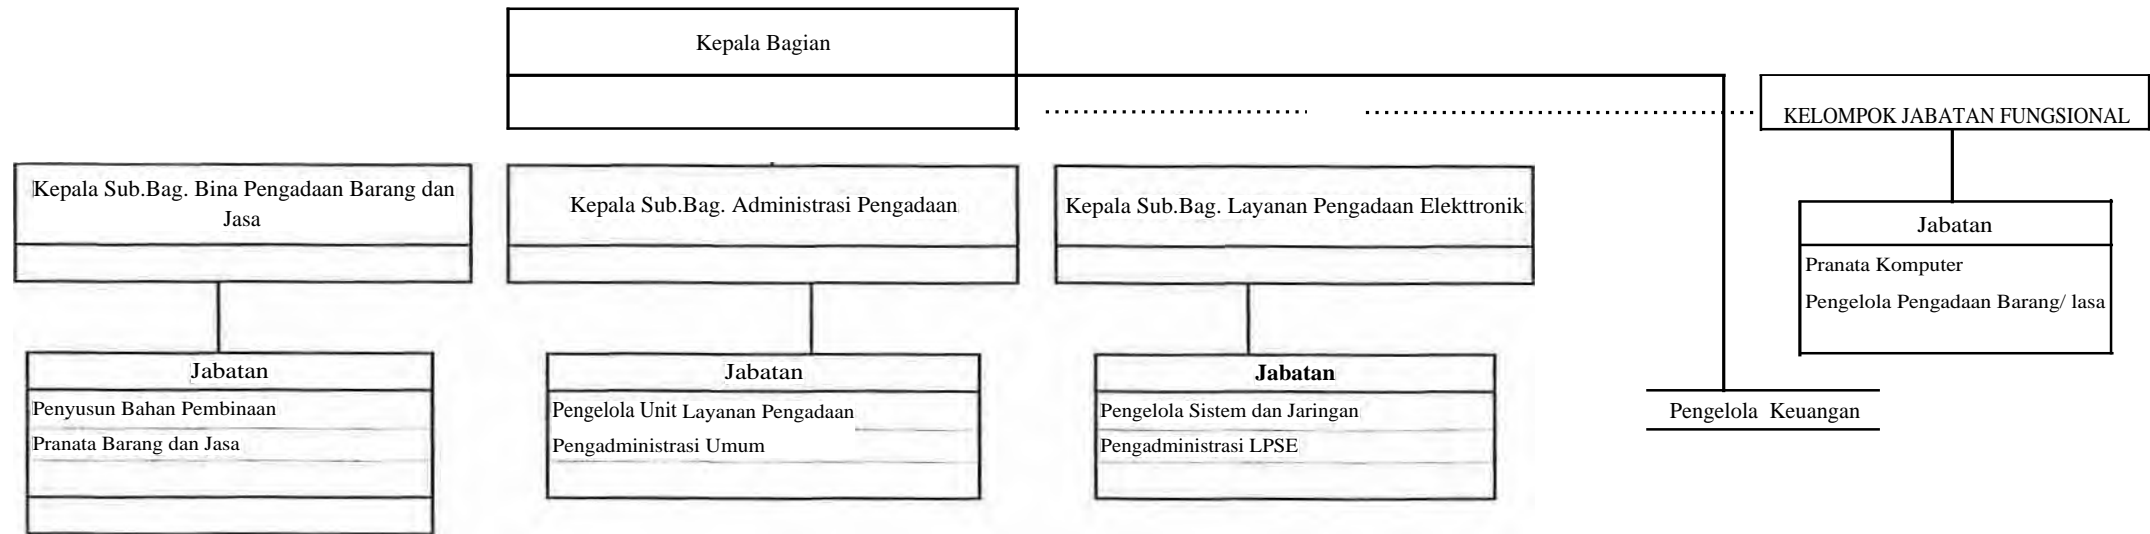 Kepala Bagian
KELOMPOK JABATAN FUNGSIONAL
Kepala Sub.Bag. Bina Pengadaan Barang dan
Jasa
Kepala Sub.Bag. Administrasi Pengadaan
Kepala Sub.Bag. Layanan Pengadaan Elekttronik
Jabatan
Pranata Komputer
Pengelola Pengadaan Barang/ lasa
Jabatan
Penyusun Bahan Pembinaan
Pranata Barang dan Jasa
Jabatan
Pengelola Unit Layanan Pengadaan
Pengadministrasi Umum
Jabatan
Pengelola Sistem dan Jaringan
Pengadministrasi LPSE
Pengelola Keuangan